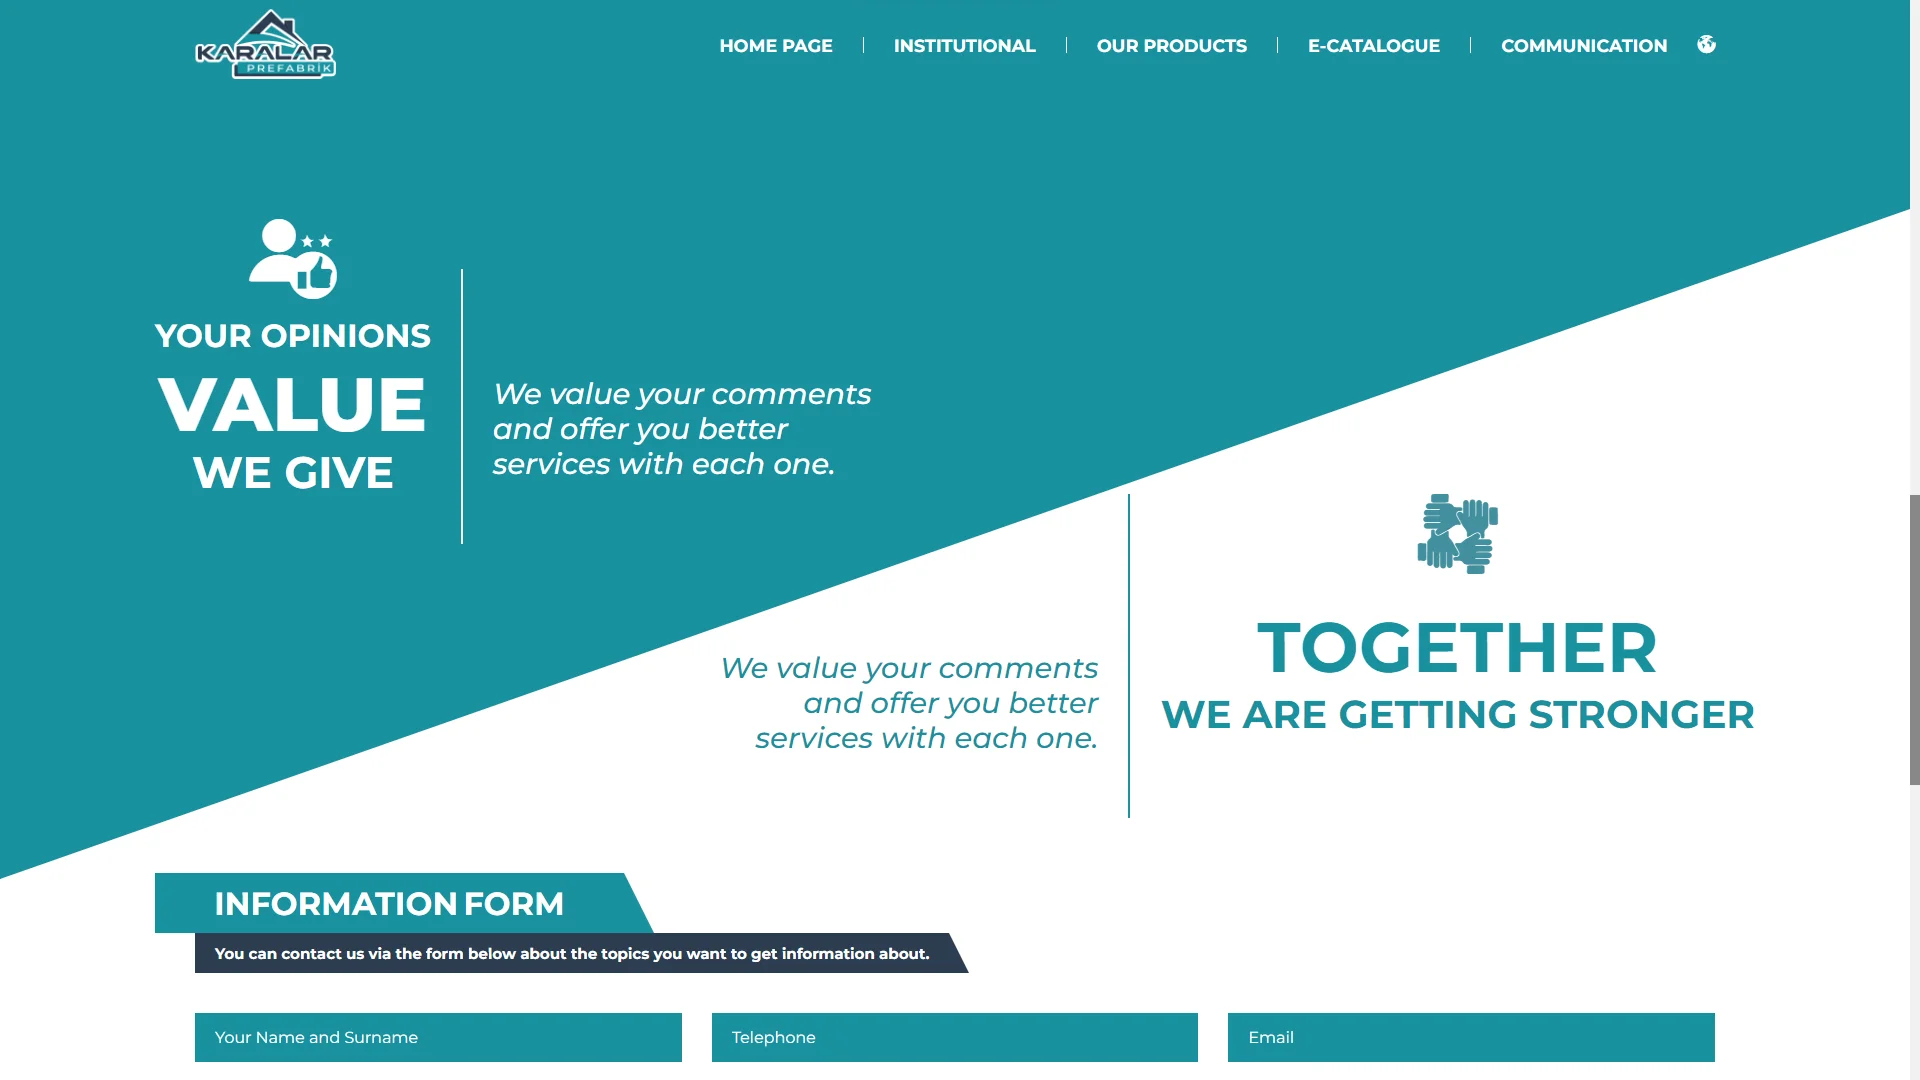 KARALAR
PREFABRİK
HOME PAGE
INSTITUTIONAL
OUR PRODUCTS
E-CATALOGUE
COMMUNICATION
YOUR OPINIONS
VALUE
WE GIVE
We value your comments
and offer you better
services with each one.
We value your comments
and offer you better
services with each one.
TOGETHER
WE ARE GETTING STRONGER
INFORMATION FORM
You can contact us via the form below about the topics you want to get information about.
Your Name and Surname
Telephone
Email